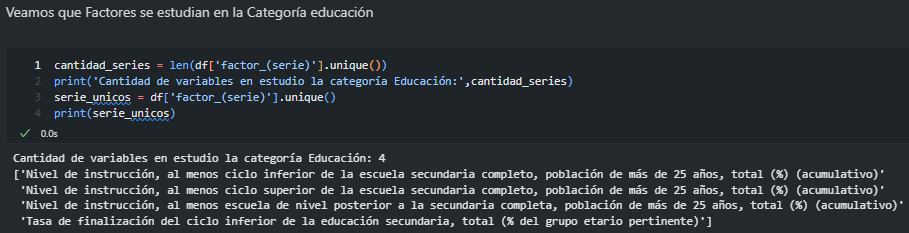 Veamos que Factores se estudian en la Categoría educación
1 cantidad_series = len(df['factor_(serie)'].unique())
2 print('Cantidad de variables en estudio la categoría Educación:',cantidad_series)
3 serie_unicos = df['factor_(serie)'].unique()
4 print(serie_unicos)
0.0s
Cantidad de variables en estudio la categoría Educación: 4
['Nivel de instrucción, al menos ciclo inferior de la escuela secundaria completo, población de más de 25 años, total (%) (acumulativo)'
'Nivel de instrucción, al menos ciclo superior de la escuela secundaria completo, población de más de 25 años, total (%) (acumulativo)'
'Nivel de instrucción, al menos escuela de nivel posterior a la secundaria completa, población de más de 25 años, total (%) (acumulativo)'
'Tasa de finalización del ciclo inferior de la educación secundaria, total (% del grupo etario pertinente)']